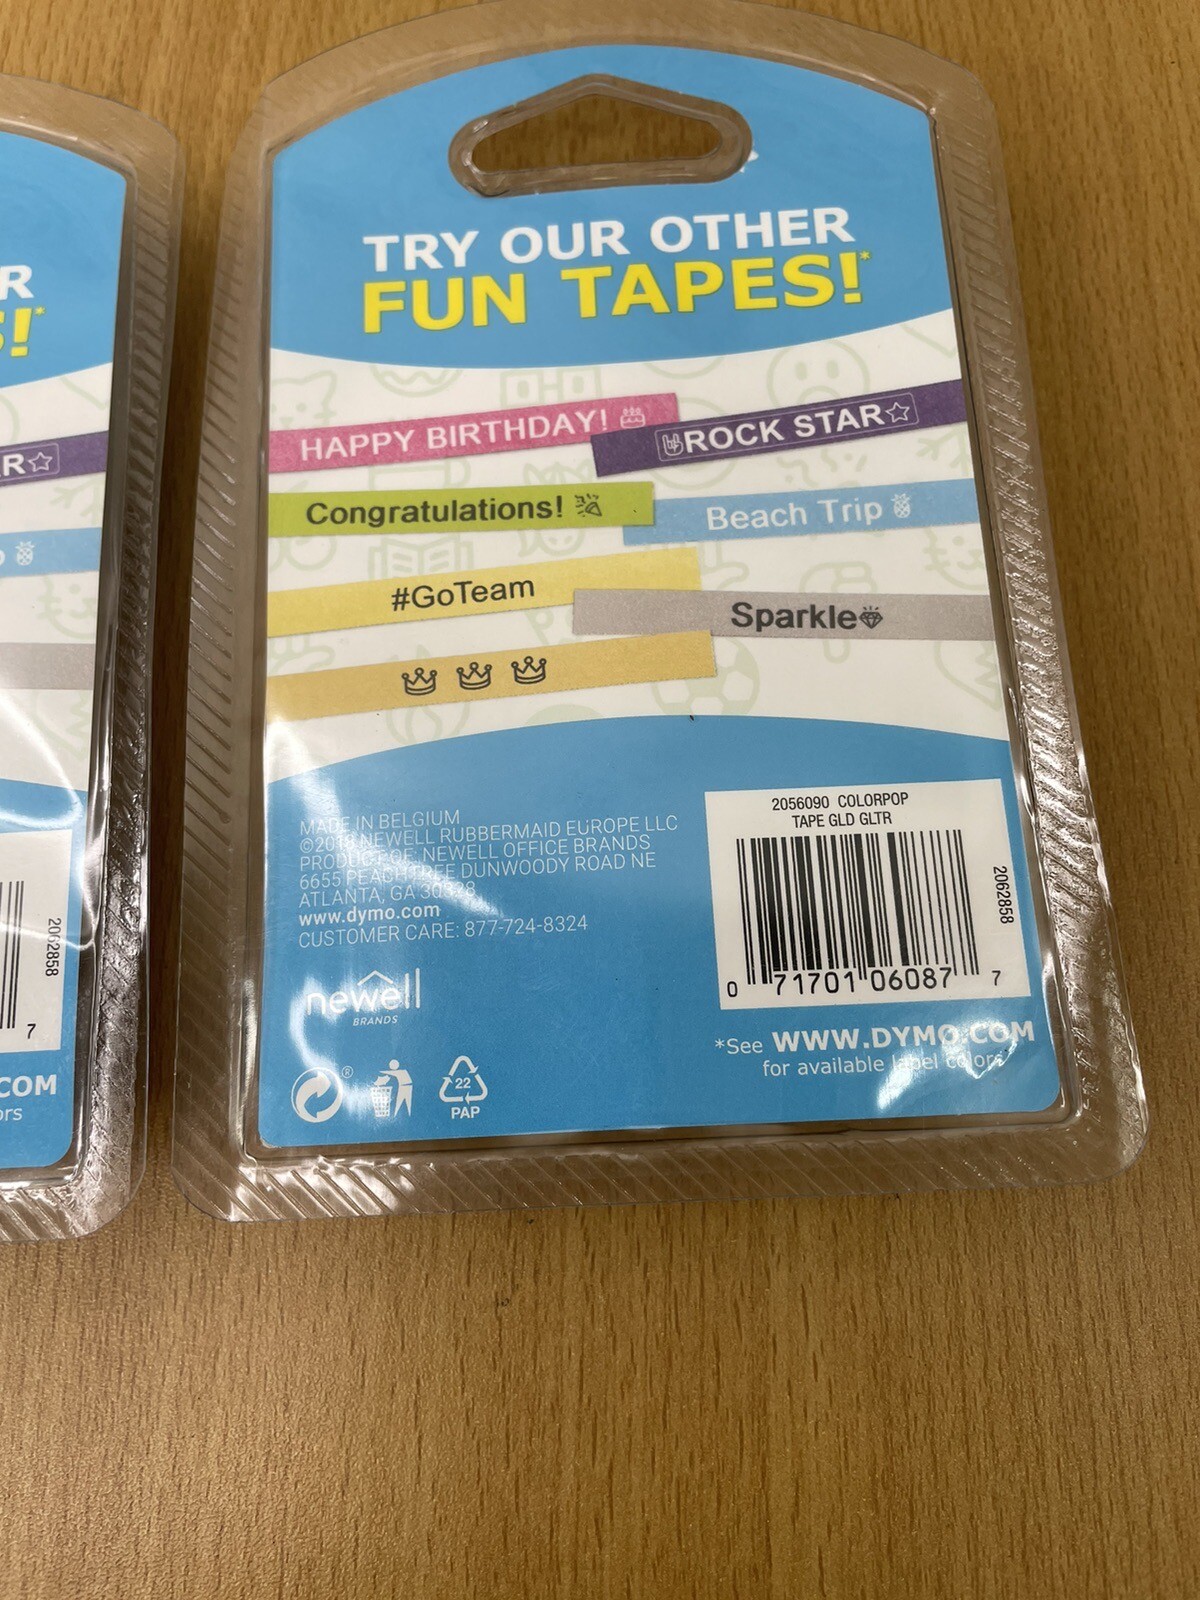 R
S!*
R☆
2062858
7
.COM
ors
TRY OUR OTHER
FUN TAPES!*
HAPPY BIRTHDAY!
ROCK STAR
Congratulations!
Beach Trip
#GoTeam
Sparkle
MADE IN BELGIUM
©2018 NEWELL RUBBERMAID EUROPE LLC
PRODUCT OF: NEWELL OFFICE BRANDS
6655 PEACHTREE DUNWOODY ROAD NE
ATLANTA, GA 30328
www.dymo.com
CUSTOMER CARE: 877-724-8324
newell
BRANDS
®
22
PAP
2056090 COLORPOP
TAPE GLD GLTR
2062858
0 71701 06087 7
*See WWW.DYMO.COM
for available label colors